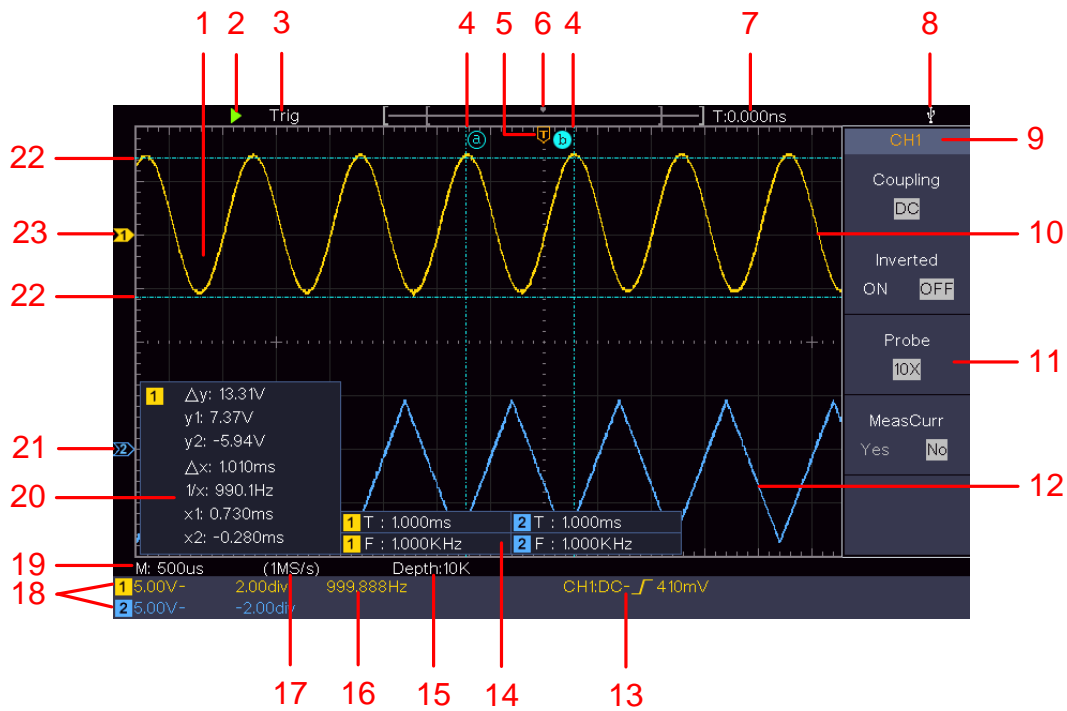 1 2 3 4 5 6 4 7 8
Trig T:0.000ns
a T b
CH1 9
22
Coupling
DC
23 1 10
Inverted
ON OFF
22
Probe
10X 11
1 △y: 13.31V
y1: 7.37V
y2: -5.94V
MeasCurr
Yes No
21 2
△x: 1.010ms
20 1/x: 990.1Hz 12
x1: 0.730ms
x2: -0.280ms
1 T : 1.000ms 2 T : 1.000ms
1 F : 1.000KHz 2 F : 1.000KHz
19 M: 500us (1MS/s) Depth:10K
18 1 5.00V- 2.00div 999.888Hz CH1:DC- 410mV
2 5.00V- -2.00div
17 16 15 14 13